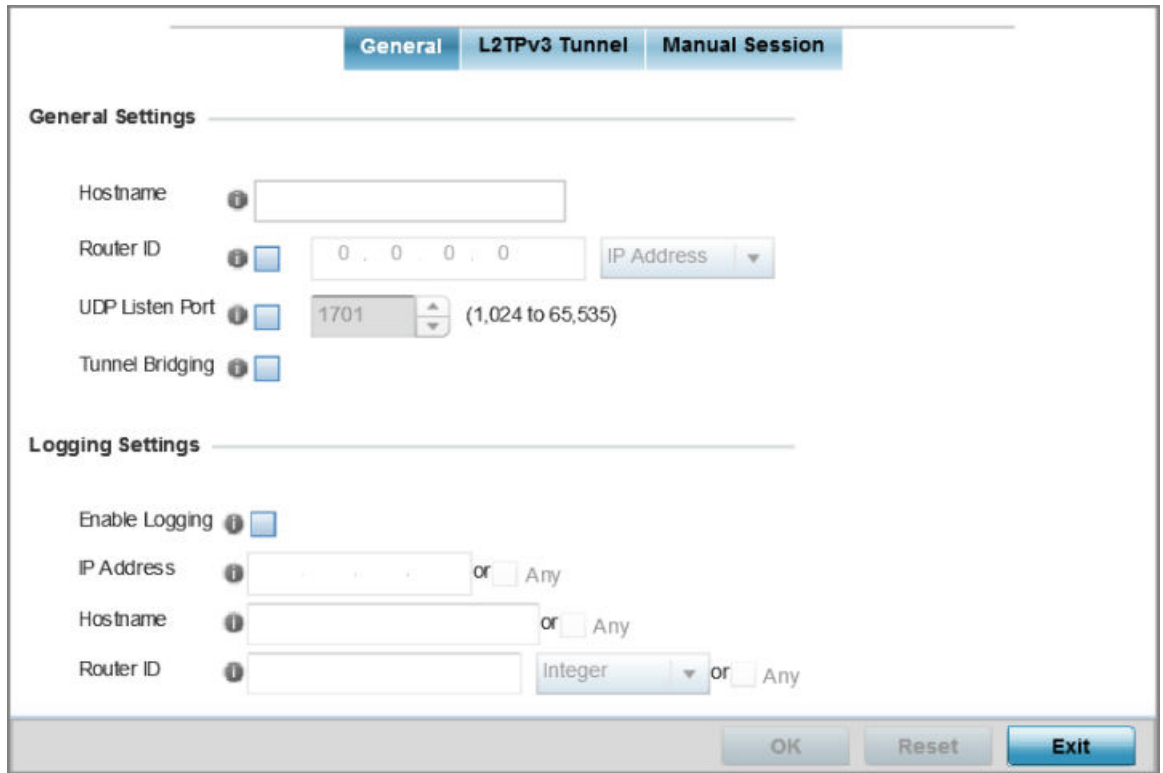 General L2TPv3 Tunnel Manual Session
General Settings
Hostname
Router ID 0 . 0 . 0 . 0 IP Address
UDP Listen Port 1701 (1,024 to 65,535)
Tunnel Bridging
Logging Settings
Enable Logging
IP Address . . . or Any
Hostname or Any
Router ID Integer or Any
OK Reset Exit